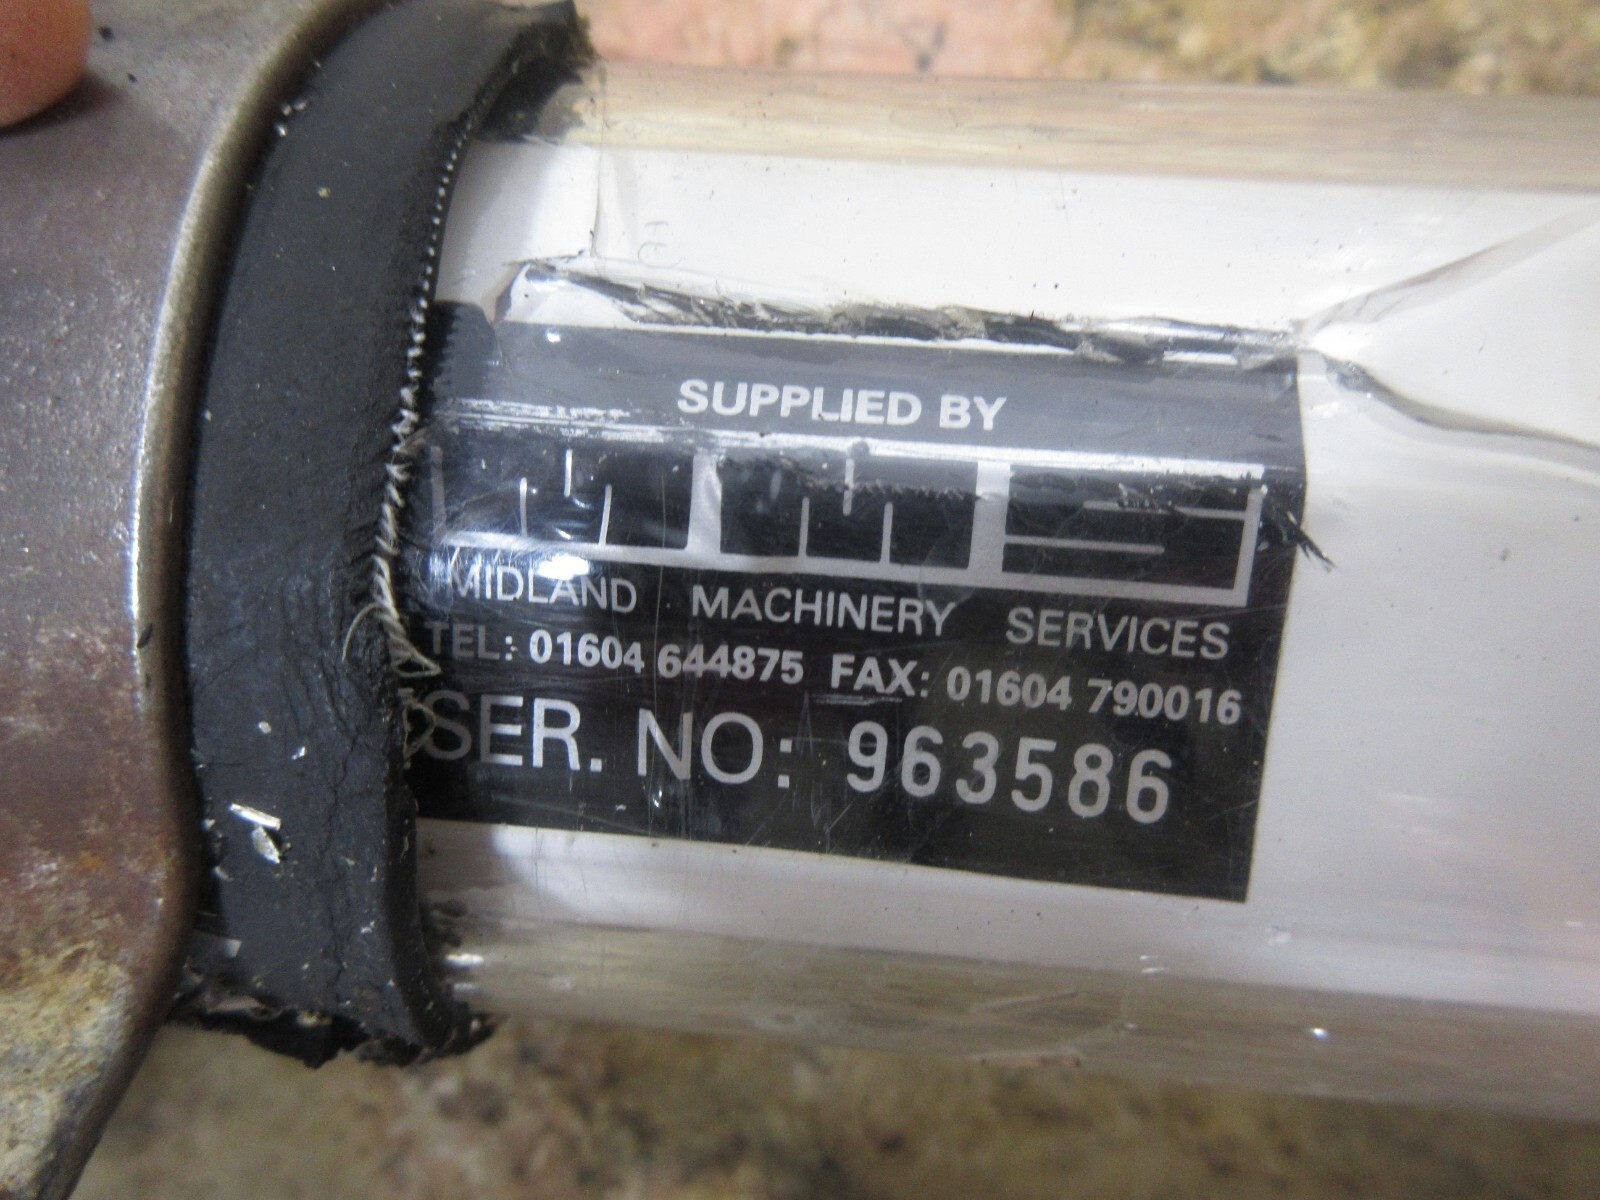 SUPPLIED BY
MMS
MIDLAND MACHINERY SERVICES
TEL: 01604 644875 FAX: 01604 790016
SER. NO: 963586